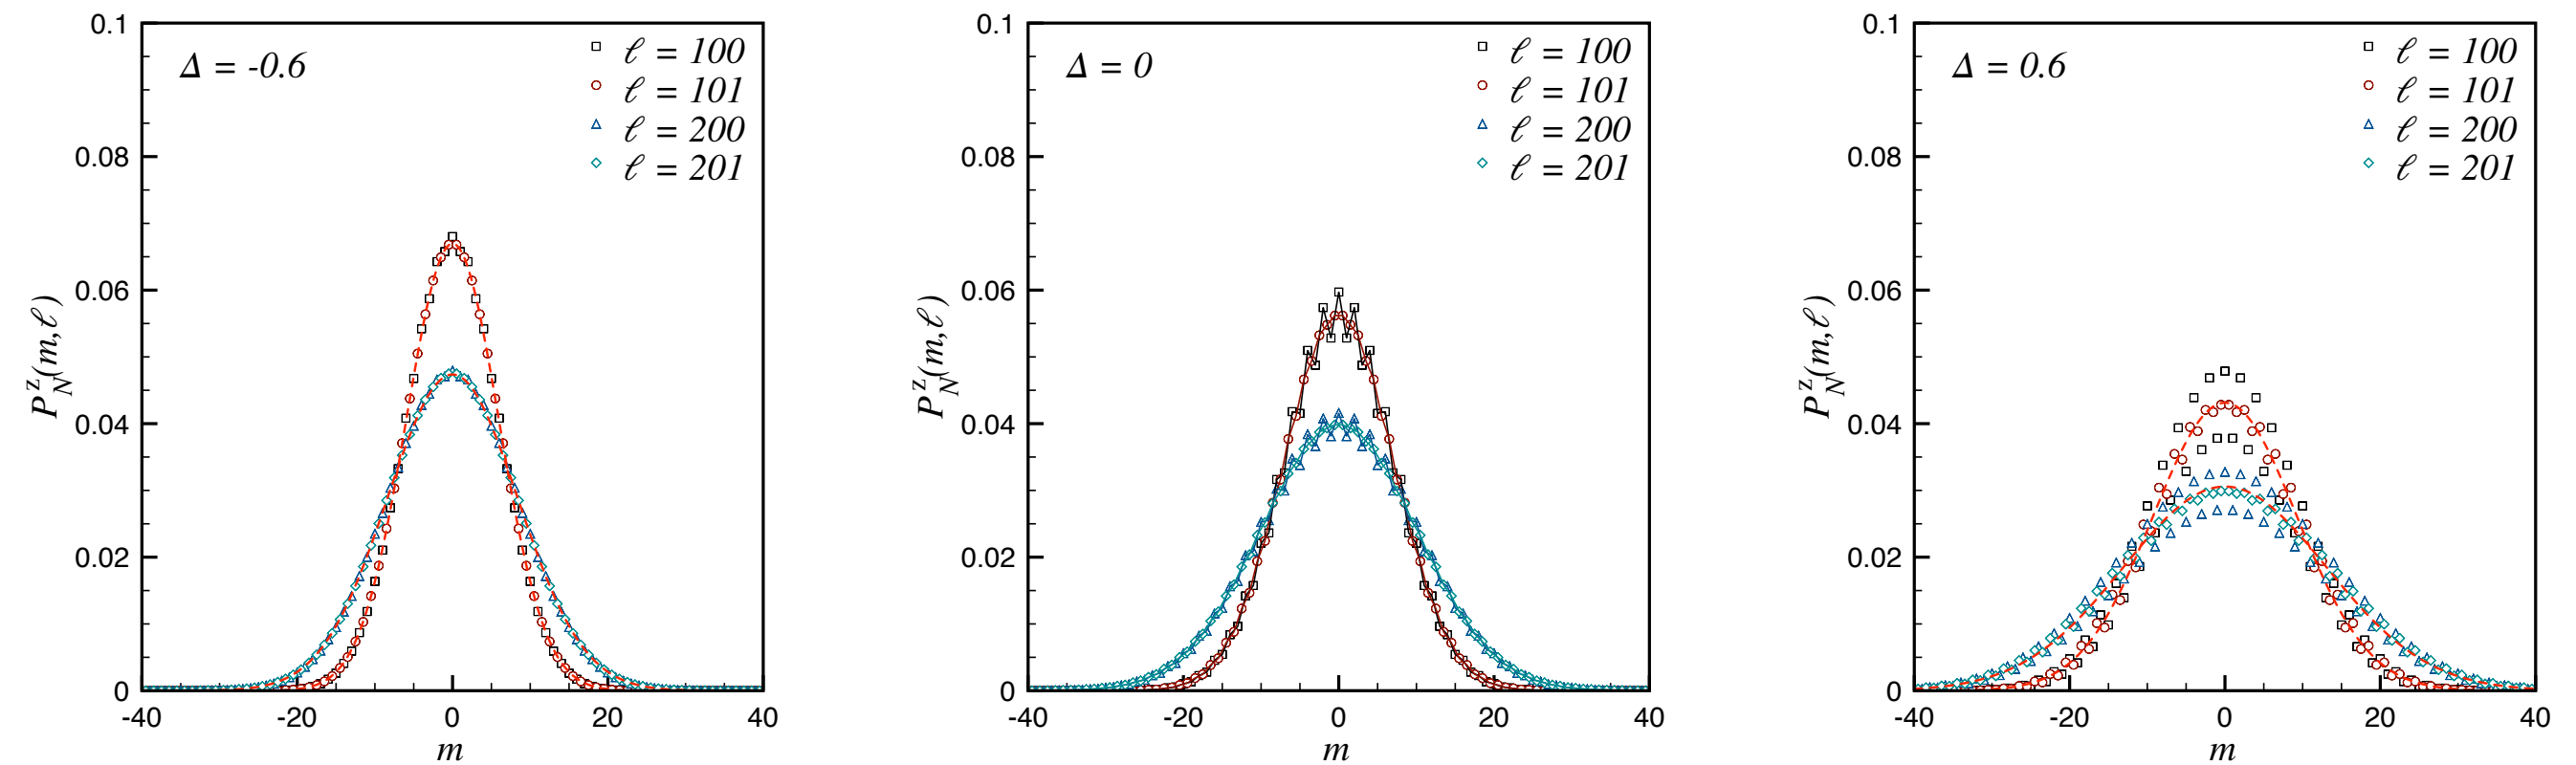 0.1
0.08
0.06
0.04
0.02
0
-40
-20
0
20
40
m
P_N^z(m,ℓ)
Δ = -0.6
ℓ = 100
ℓ = 101
ℓ = 200
ℓ = 201
0.1
0.08
0.06
0.04
0.02
0
-40
-20
0
20
40
m
P_N^z(m,ℓ)
Δ = 0
ℓ = 100
ℓ = 101
ℓ = 200
ℓ = 201
0.1
0.08
0.06
0.04
0.02
0
-40
-20
0
20
40
m
P_N^z(m,ℓ)
Δ = 0.6
ℓ = 100
ℓ = 101
ℓ = 200
ℓ = 201